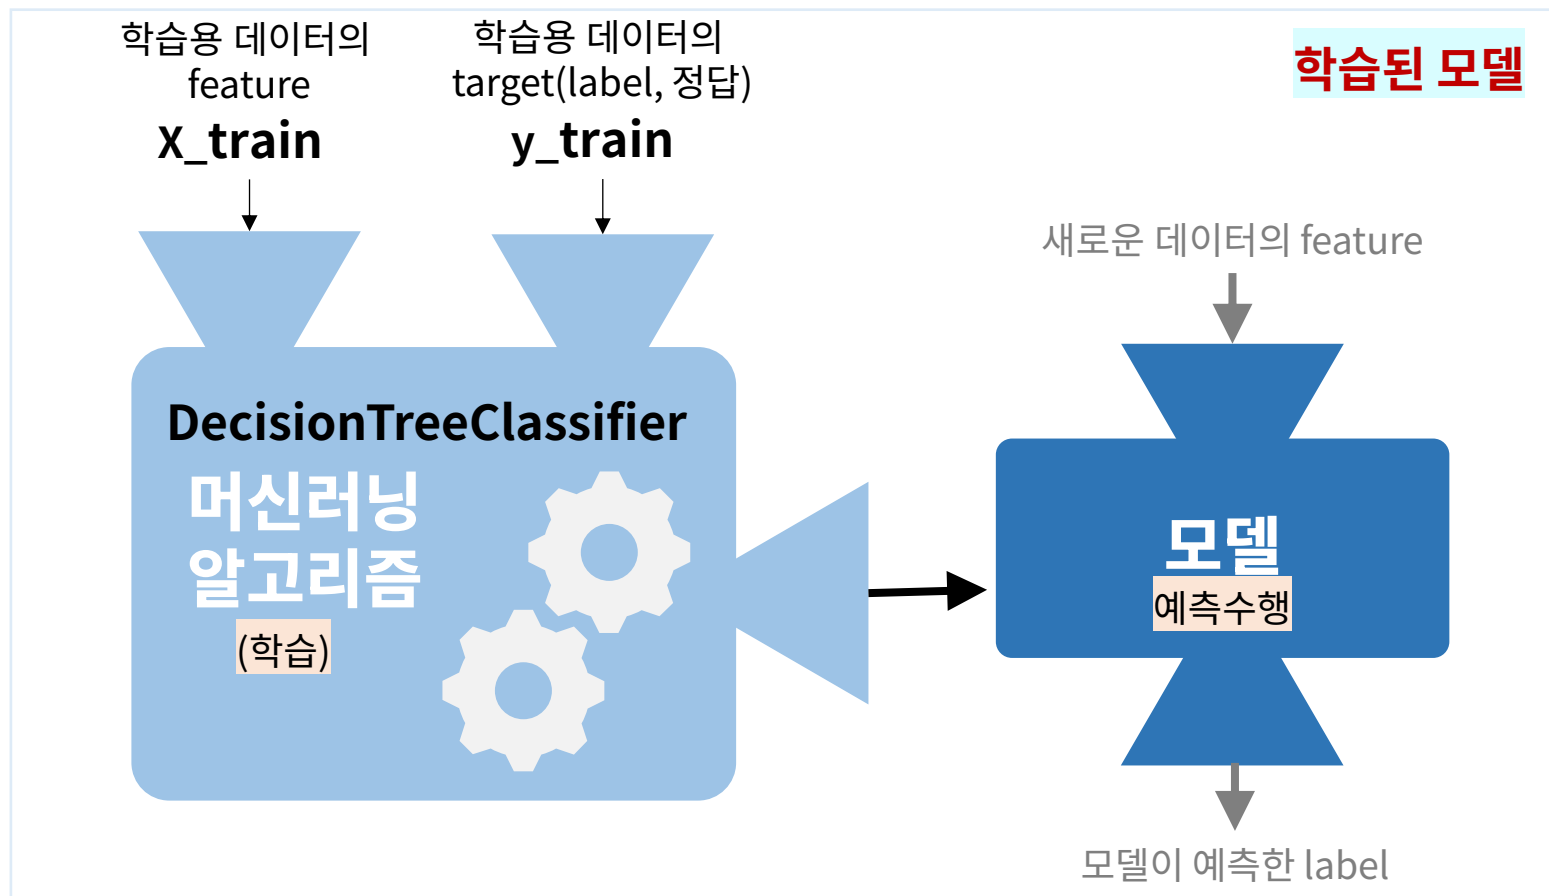 학습용 데이터의
feature
X_train
학습용 데이터의
target(label, 정답)
y_train
학습된 모델
DecisionTreeClassifier
머신러닝
알고리즘
(학습)
새로운 데이터의 feature
모델
예측수행
모델이 예측한 label